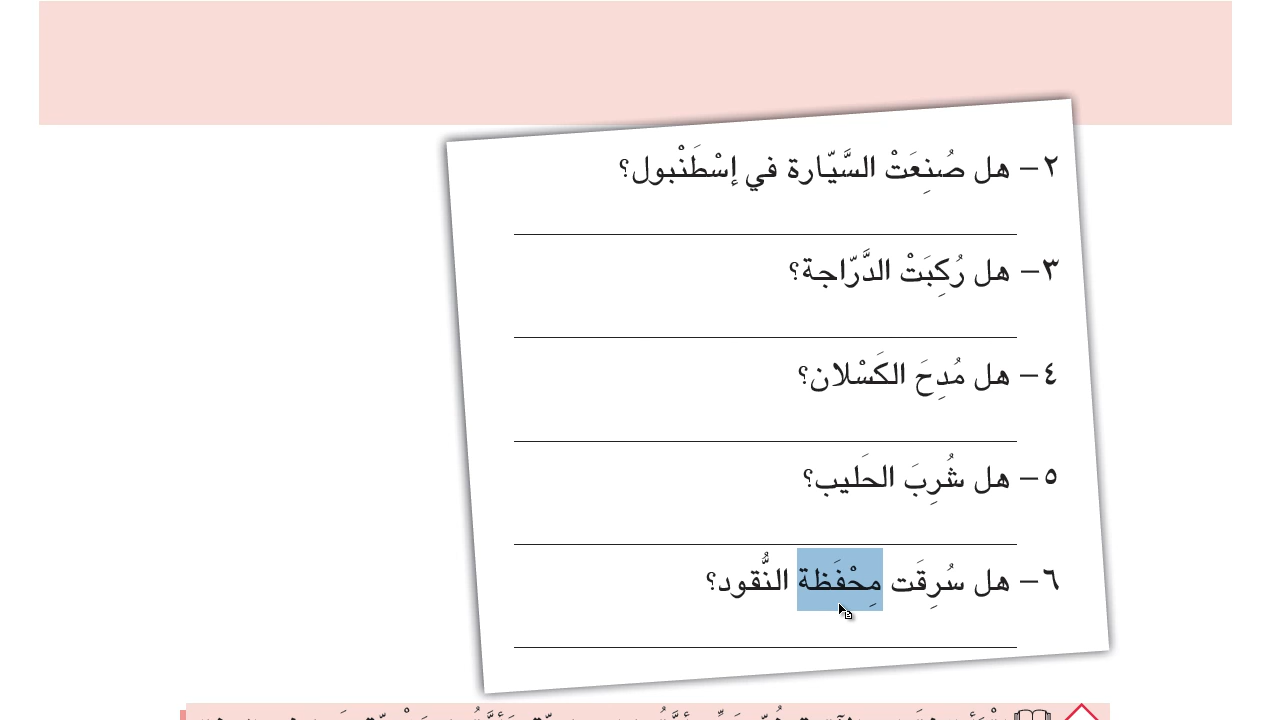 ٢- هل صُنِعَتْ السَّيّارة في إسْطَنْبول؟
٣- هل رُكِبَتْ الدَّرّاجة؟
٤- هل مُدِحَ الكَسْلان؟
٥- هل شُرِبَ الحَليب؟
٦- هل سُرِقَت مِحْفَظة النُّقود؟